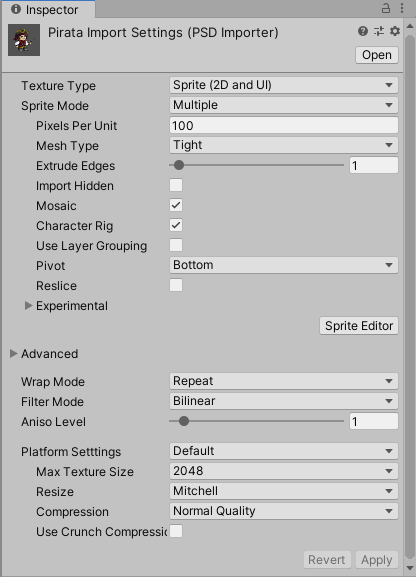 Inspector
Pirata Import Settings (PSD Importer)
Open
Texture Type Sprite (2D and UI)
Sprite Mode Multiple
Pixels Per Unit 100
Mesh Type Tight
Extrude Edges 1
Import Hidden
Mosaic
Character Rig
Use Layer Grouping
Pivot Bottom
Reslice
Experimental
Sprite Editor
Advanced
Wrap Mode Repeat
Filter Mode Bilinear
Aniso Level 1
Platform Setttings Default
Max Texture Size 2048
Resize Mitchell
Compression Normal Quality
Use Crunch Compressic
Revert Apply